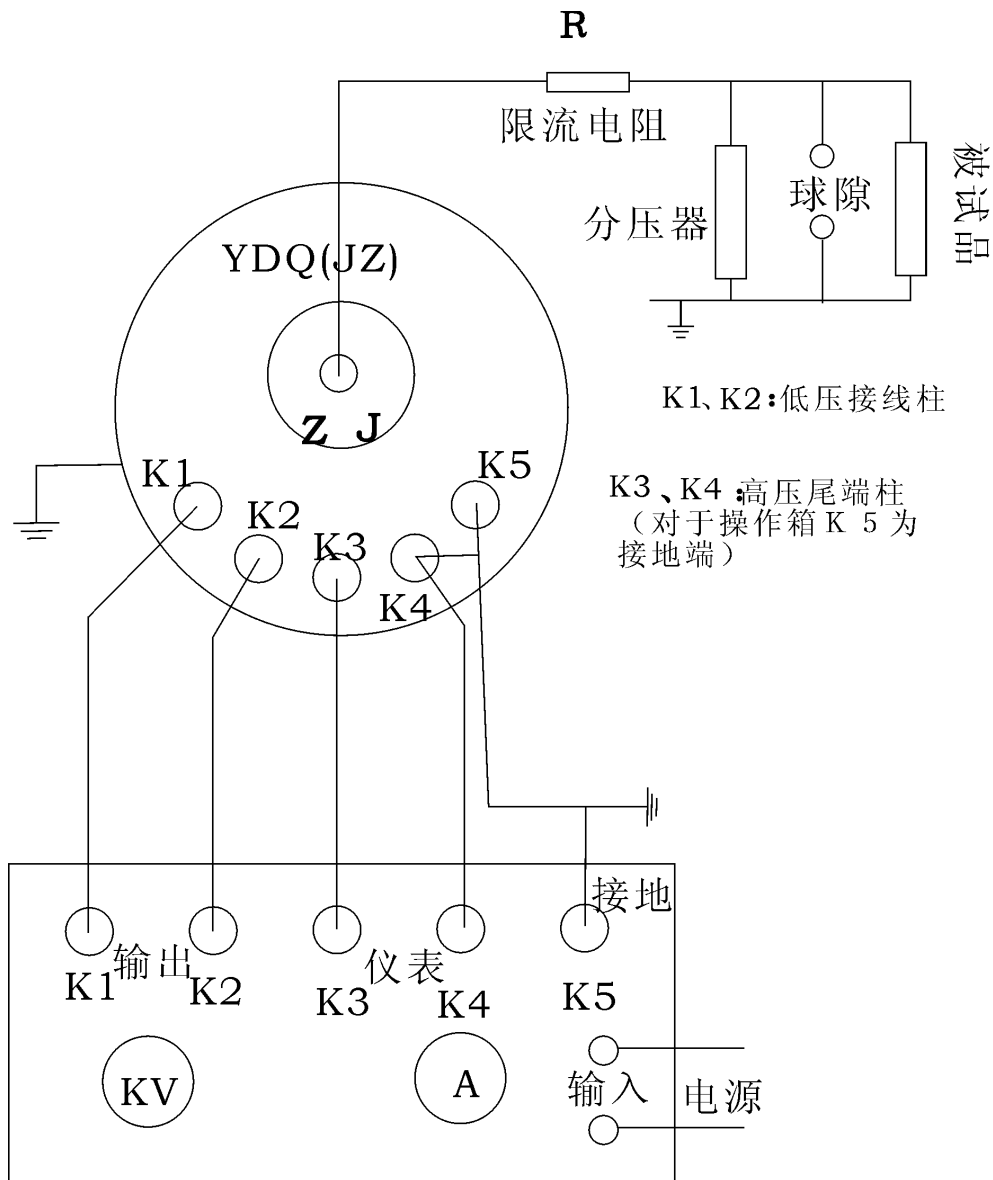 R
限流电阻
分压器
球隙
被试品
YDQ(JZ)
Z J
K1、K2:低压接线柱
K1
K2
K3
K4
K5
K3、K4:高压尾端柱
（对于操作箱K 5为
接地端）
接地
输出
仪表
K1
K2
K3
K4
K5
KV
A
输入
电源